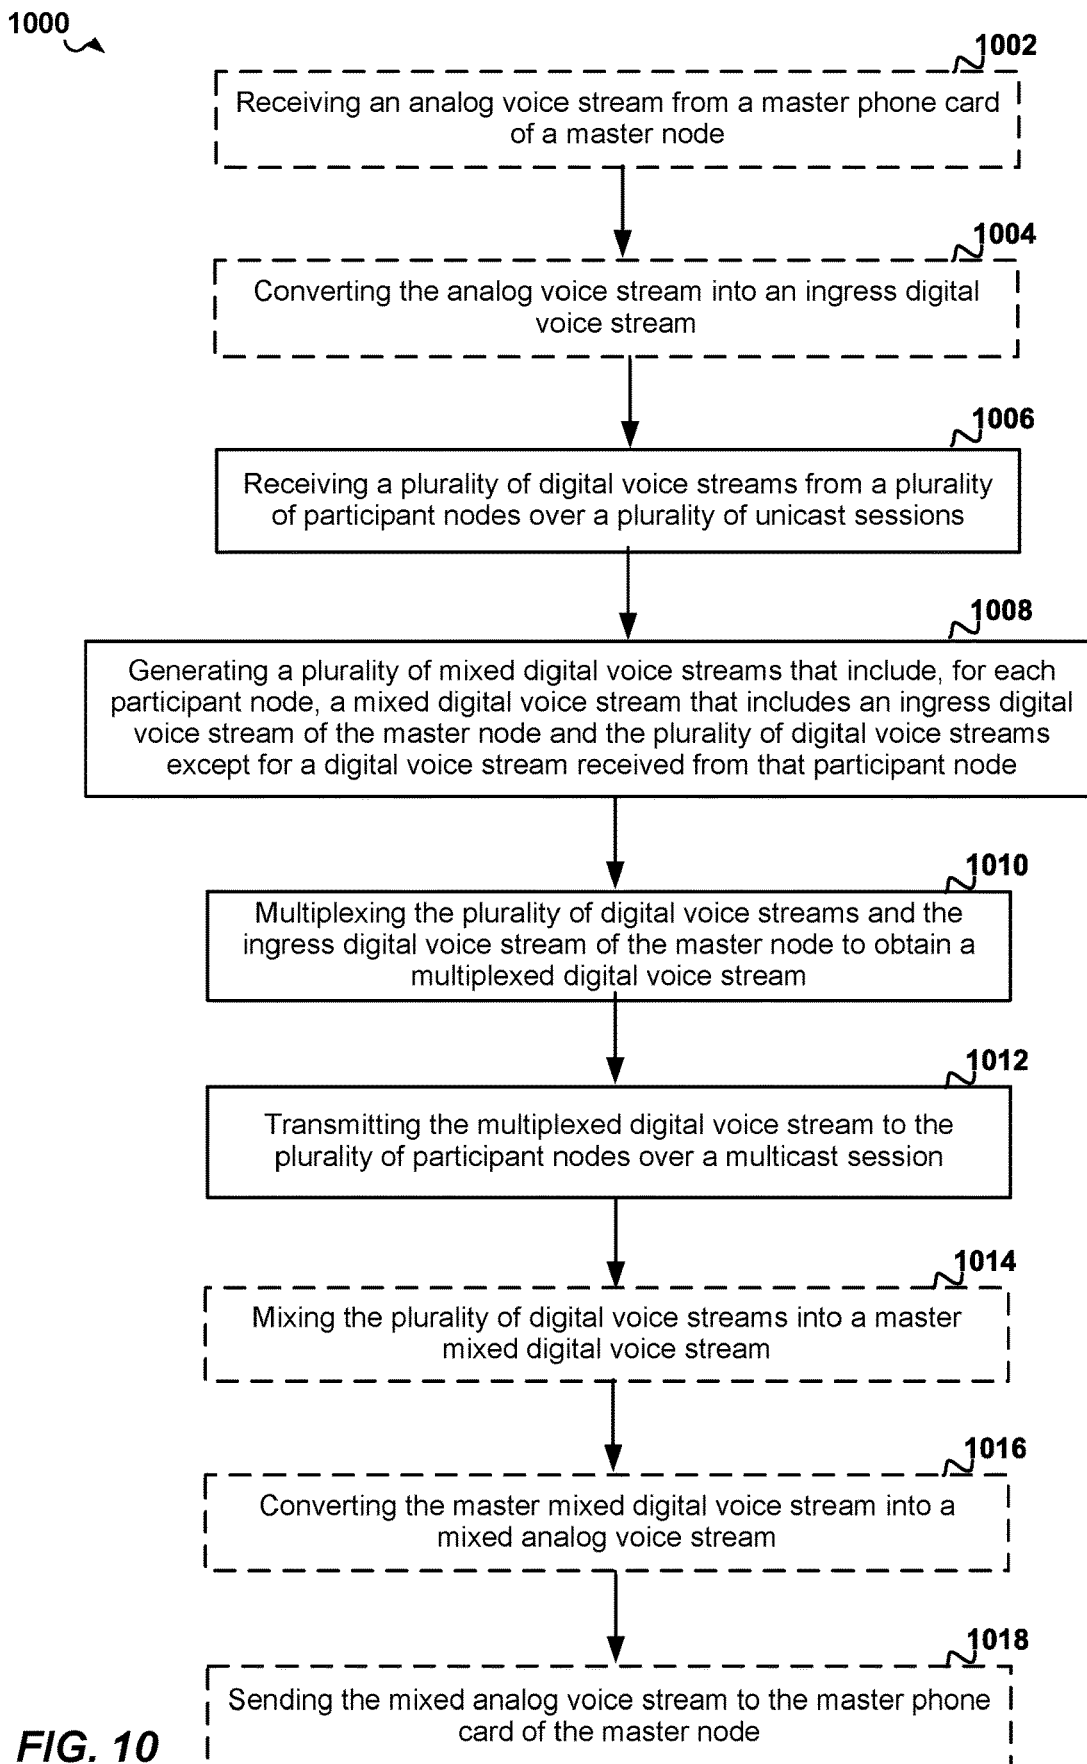 1000
1002
Receiving an analog voice stream from a master phone card
of a master node
1004
Converting the analog voice stream into an ingress digital
voice stream
1006
Receiving a plurality of digital voice streams from a plurality
of participant nodes over a plurality of unicast sessions
1008
Generating a plurality of mixed digital voice streams that include, for each
participant node, a mixed digital voice stream that includes an ingress digital
voice stream of the master node and the plurality of digital voice streams
except for a digital voice stream received from that participant node
1010
Multiplexing the plurality of digital voice streams and the
ingress digital voice stream of the master node to obtain a
multiplexed digital voice stream
1012
Transmitting the multiplexed digital voice stream to the
plurality of participant nodes over a multicast session
1014
Mixing the plurality of digital voice streams into a master
mixed digital voice stream
1016
Converting the master mixed digital voice stream into a
mixed analog voice stream
1018
Sending the mixed analog voice stream to the master phone
card of the master node
FIG. 10